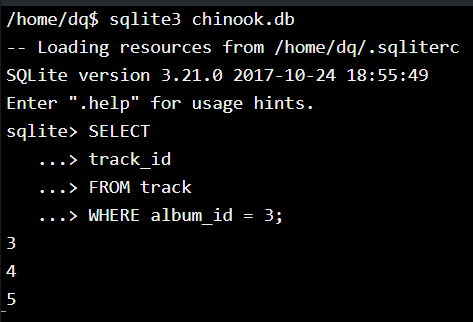 /home/dq$ sqlite3 chinook.db
-- Loading resources from /home/dq/.sqliterc
SQLite version 3.21.0 2017-10-24 18:55:49
Enter ".help" for usage hints.
sqlite> SELECT
   ...> track_id
   ...> FROM track
   ...> WHERE album_id = 3;
3
4
5